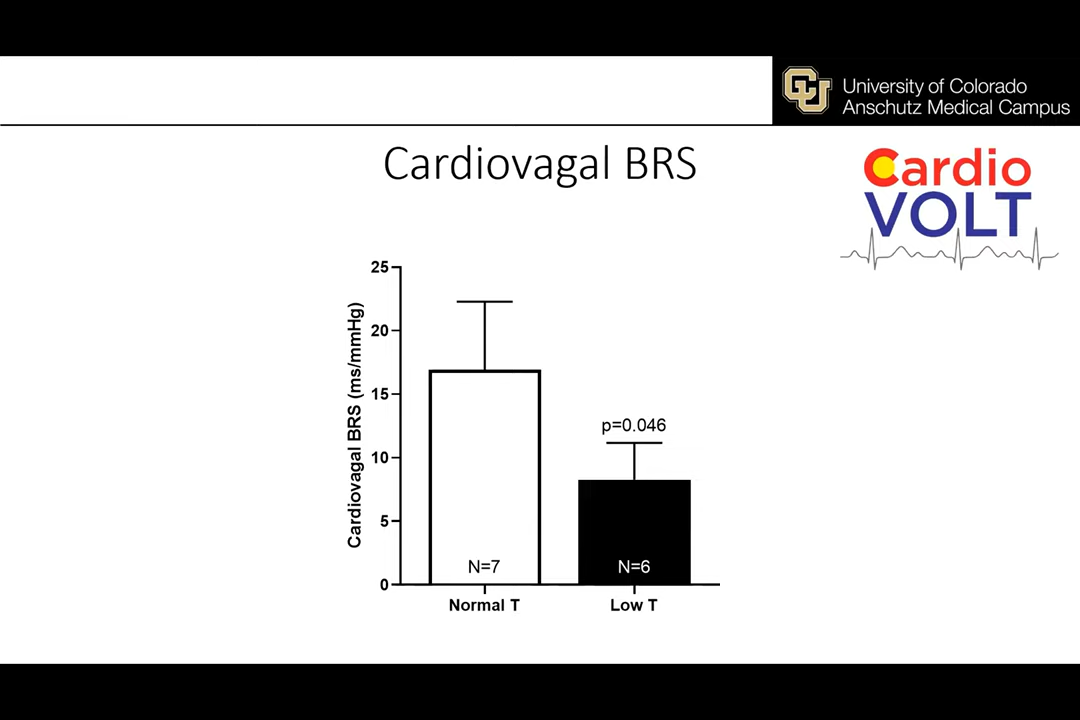 University of Colorado
Anschutz Medical Campus
Cardiovagal BRS
Cardio
VOLT
Cardiovagal BRS (ms/mmHg)
25
20
15
10
5
0
p=0.046
N=7
N=6
Normal T
Low T